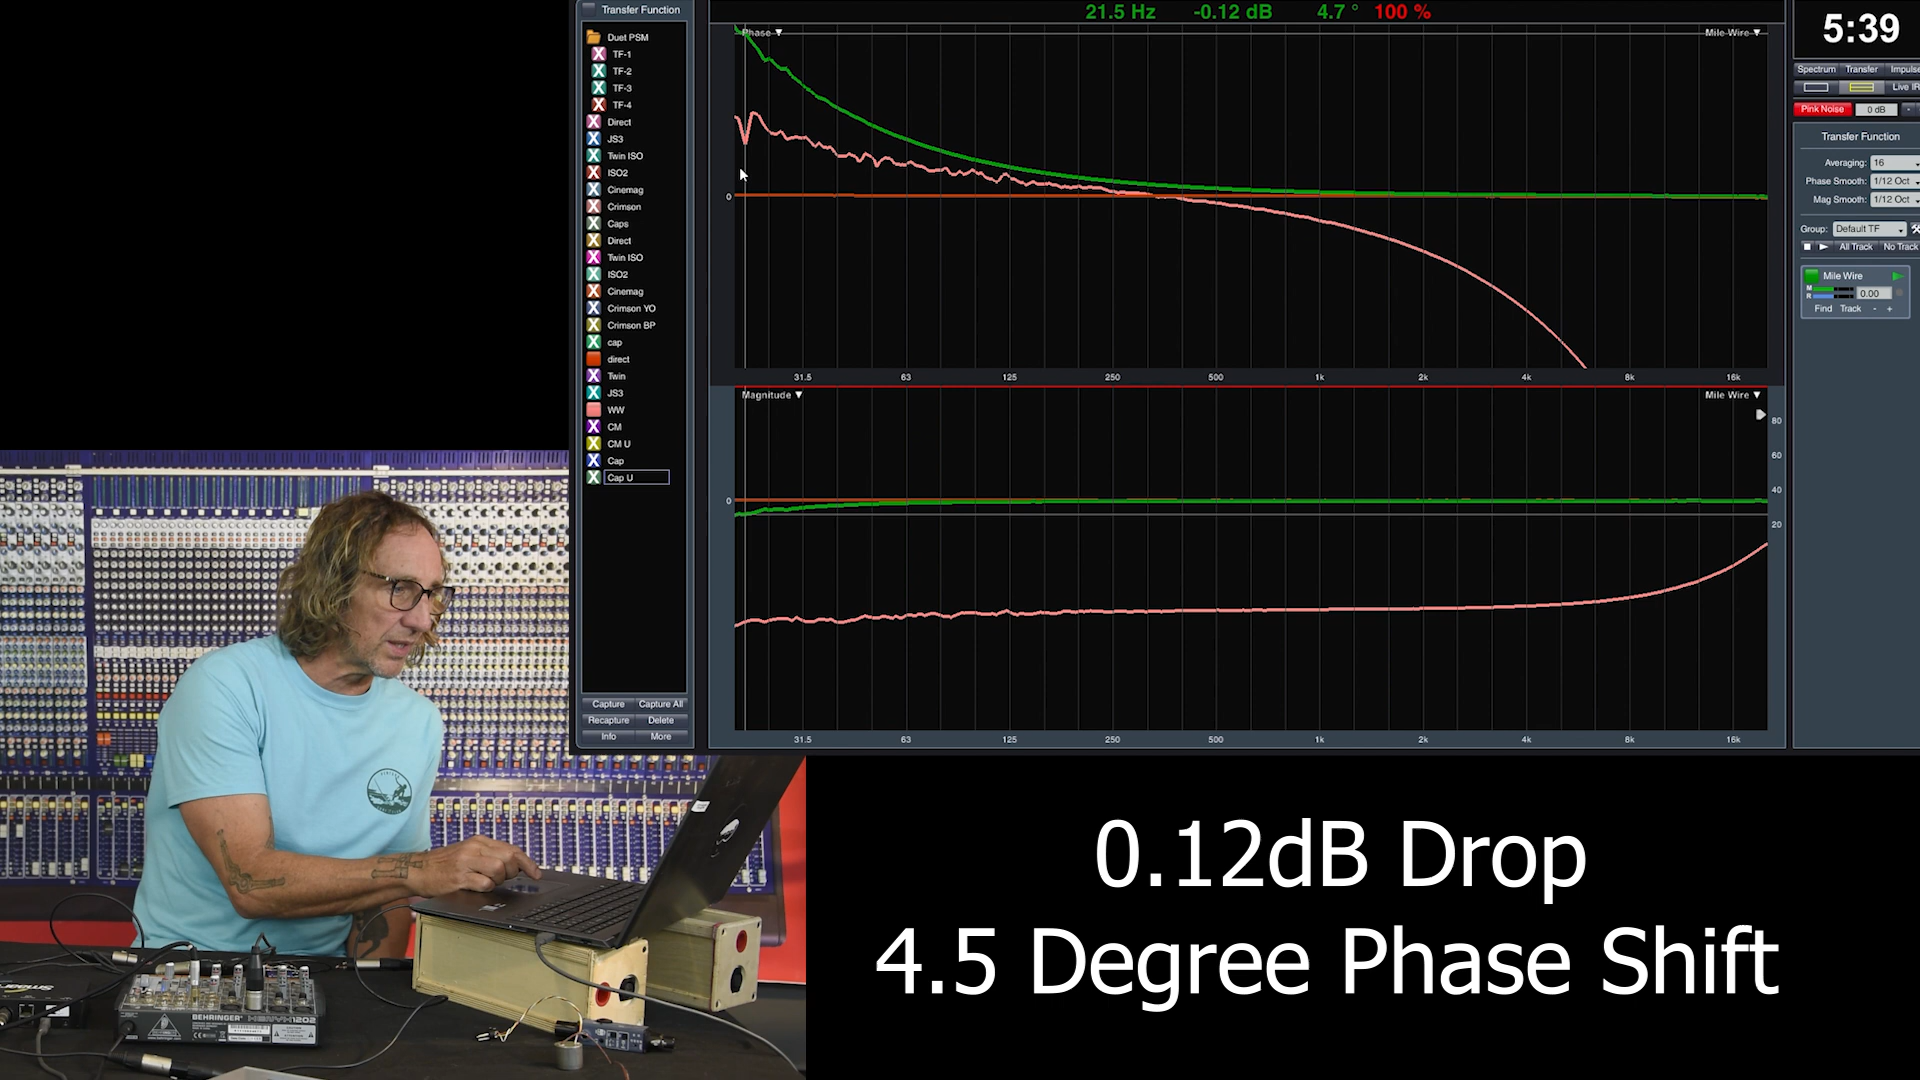 Transfer Function
Duet PSM
TF-1
TF-2
TF-3
TF-4
Direct
JS3
Twin ISO
ISO2
Cinemag
Crimson
Caps
Direct
Twin ISO
ISO2
Cinemag
Crimson YO
Crimson BP
cap
direct
Twin
JS3
WW
CM
CM U
Cap
Cap U
Capture Capture All
Recapture Delete
Info More
21.5 Hz -0.12 dB 4.7 ° 100 %
Phase ▼ Mile Wire ▼
0
31.5 63 125 250 500 1k 2k 4k 8k 16k
Magnitude ▼ Mile Wire ▼
80
60
40
20
0
31.5 63 125 250 500 1k 2k 4k 8k 16k
5:39
Spectrum Transfer Impulse
Live IR
Pink Noise 0 dB -
Transfer Function
Averaging: 16
Phase Smooth: 1/12 Oct
Mag Smooth: 1/12 Oct
Group: Default TF
All Track No Track
Mile Wire
M
R 0.00
Find Track - +
BEHRINGER
0.12dB Drop
4.5 Degree Phase Shift